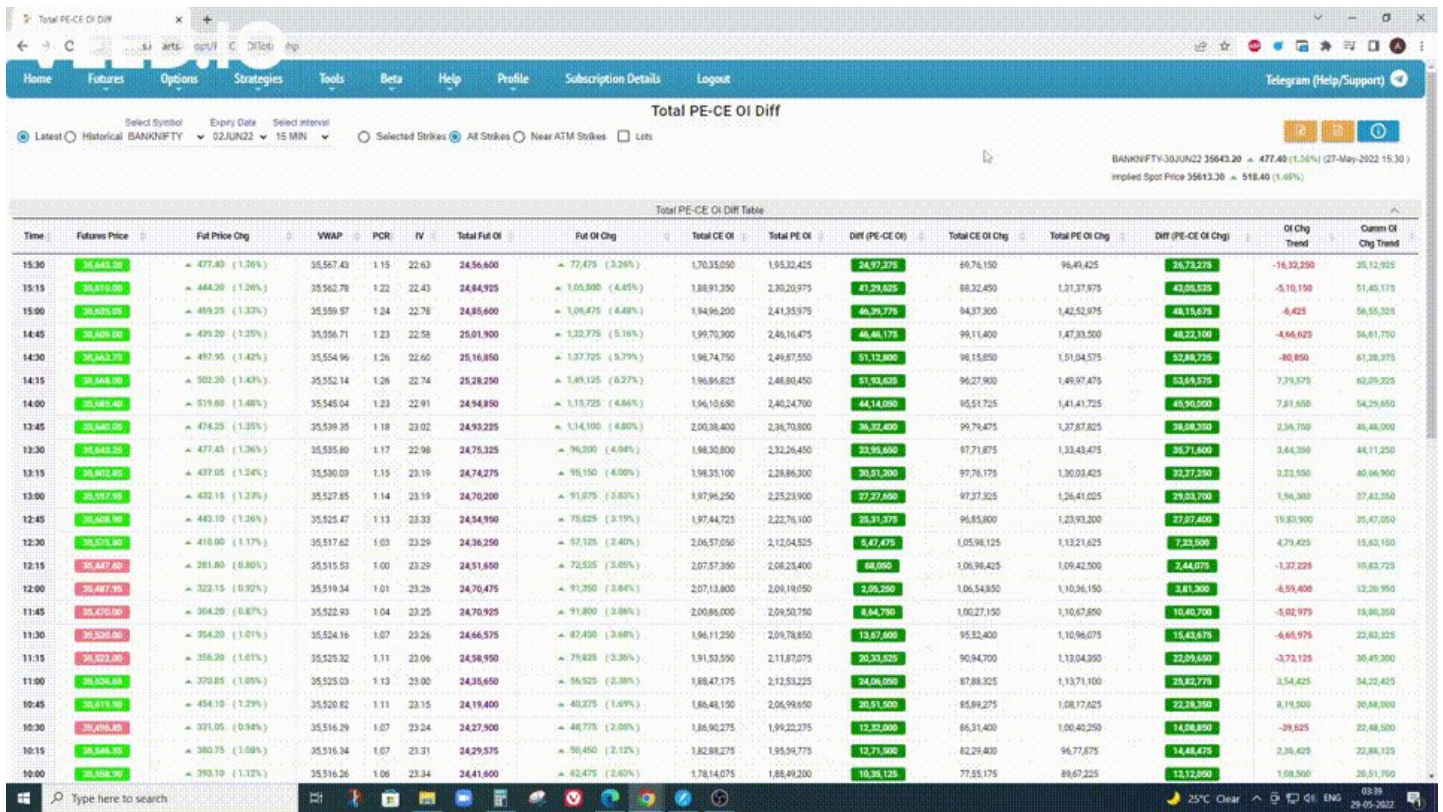 Total PE-CE OI Diff
VEED.IO
Home Futures Options Strategies Tools Beta Help Profile Subscription Details Logout Telegram (Help/Support)
Total PE-CE OI Diff
Select Symbol Expiry Date Select interval
Latest Historical BANKNIFTY 02JUN22 15 MIN Selected Strikes All Strikes Near ATM Strikes Lots
BANKNIFTY-30JUN22 35643.20 477.40 (1.36%) (27-May-2022 15:30 )
Implied Spot Price 35613.30 518.40
Total PE-CE OI Diff Table
Time Futures Price Fut Price Chg VWAP PCR IV Total Fut OI Fut OI Chg Total CE OI Total PE OI Diff (PE-CE OI) Total CE OI Chg Total PE OI Chg Diff (PE-CE OI Chg) OI Chg Trend Cumm OI Chg Trend
15:30 35,643.20 477.40 (1.36%) 35,567.43 1.15 22.63 24,56,600 77,475 1,70,35,050 1,95,32,425 24,97,375 69,76,150 96,49,425 26,73,275 -16,32,250 35,12,925
15:15 35,610.00 444.20 (1.26%) 35,562.78 1.22 22.43 24,84,925 1,88,91,350 2,30,20,975 41,29,625 88,32,450 1,31,37,975 43,05,525 -5,10,150 51,45,175
15:00 35,635.05 469.25 (1.33%) 35,559.57 1.24 22.78 24,85,600 1,94,96,200 2,41,35,975 46,39,775 94,37,300 1,42,52,975 48,15,675 -6,425
14:45 35,605.00 439.20 (1.25%) 35,556.71 1.23 22.58 25,01,900 1,22,775 (5.16%) 1,99,70,300 2,46,16,475 46,46,175 99,11,400 1,47,33,500 48,22,100 -4,66,625 56,61,750
14:30 497.95 (1.42%) 35,554.96 1.26 22.60 25,16,850 1,37,725 (5.79%) 1,98,74,750 2,49,87,550 51,12,800 98,15,850 1,51,04,575 52,88,725 -80,850 61,28,375
14:15 35,668.00 502.20 (1.43%) 35,552.14 1.26 22.74 25,28,250 1,49,125 (6.27%) 1,96,86,825 2,48,80,450 51,93,625 96,27,900 1,49,97,475 53,69,575 7,79,575 62,09,225
14:00 35,685.40 519.60 (1.48%) 35,545.04 1.23 22.91 24,94,850 1,15,725 1,96,10,650 2,40,24,700 44,14,050 95,51,725 1,41,41,725 45,90,000 7,81,650 54,29,650
13:45 35,640.05 474.25 (1.35%) 35,539.35 1.18 23.02 24,93,225 1,14,100 (4.80%) 2,00,38,400 2,36,70,800 36,32,400 99,79,475 1,37,87,825 38,08,350 2,36,750 46,48,000
13:30 477.45 (1.36%) 35,535.80 1.17 22.98 24,75,325 96,200 (4.04%) 1,98,30,800 2,32,26,450 33,95,650 97,71,875 1,33,43,475 35,71,600 3,44,350 44,11,250
13:15 35,602.85 437.05 (1.24%) 35,530.03 1.15 23.19 24,74,275 95,150 (4.00%) 1,98,35,100 2,28,86,300 30,51,200 97,76,175 1,30,03,425 32,27,250 3,23,550 40,66,900
13:00 35,597.95 432.15 (1.23%) 35,527.85 1.14 23.19 24,70,200 91,075 (3.83%) 1,97,96,250 2,25,23,900 27,27,650 97,37,325 1,26,41,025 29,03,700 1,96,300 37,43,350
12:45 35,608.90 443.10 (1.26%) 35,525.47 1.13 23.33 24,54,950 75,825 (3.19%) 1,97,44,725 2,22,76,100 25,31,375 96,85,800 1,23,93,200 27,07,400 19,83,900 35,47,050
12:30 35,575.80 410.00 (1.17%) 35,517.62 1.03 23.29 24,36,250 57,125 (2.40%) 2,06,57,050 2,12,04,525 5,47,475 1,05,98,125 1,13,21,625 7,23,500 4,79,425 15,63,150
12:15 35,447.60 281.80 (0.80%) 35,515.53 1.00 23.29 24,51,650 72,525 (3.05%) 2,07,57,350 2,08,25,400 68,050 1,06,98,425 1,09,42,500 2,44,075 -1,37,225 10,83,725
12:00 35,487.95 322.15 (0.92%) 35,519.34 1.01 23.26 24,70,475 91,350 (3.84%) 2,07,13,800 2,09,19,050 2,05,250 1,06,54,850 1,10,36,150 3,81,300 -6,59,400 12,20,950
11:45 35,470.00 304.20 (0.87%) 35,522.93 1.04 23.25 24,70,925 91,800 (3.86%) 2,00,86,000 2,09,50,750 8,64,750 1,00,27,150 1,10,67,850 10,40,700 -5,02,975
11:30 35,520.00 354.20 (1.01%) 35,524.16 1.07 23.26 24,66,575 87,450 (3.68%) 1,96,11,250 2,09,78,850 13,67,600 95,52,400 1,10,96,075 15,43,675 -6,65,975 23,83,325
11:15 35,522.00 356.20 (1.01%) 35,525.32 1.11 23.06 24,58,950 79,825 (3.36%) 1,91,53,550 2,11,87,075 20,33,525 90,94,700 1,13,04,350 22,09,650 -3,73,125 30,49,300
11:00 35,536.65 370.85 (1.05%) 35,525.03 1.13 23.00 24,35,650 56,525 (2.38%) 1,88,47,175 2,12,53,225 24,06,050 87,88,325 1,13,71,100 25,82,775 3,54,425 34,22,425
10:45 35,619.90 454.10 (1.29%) 35,520.82 1.11 23.15 24,19,400 40,275 (1.69%) 1,86,48,150 2,06,99,650 20,51,500 85,89,275 1,08,17,625 22,28,350 8,19,500 30,68,000
10:30 35,496.85 331.05 (0.94%) 35,516.29 1.07 23.24 24,27,900 48,775 (2.05%) 1,86,90,275 1,99,22,275 12,32,000 86,31,400 1,00,40,250 14,08,850 -39,625 22,48,500
10:15 35,546.55 380.75 (1.08%) 35,516.34 1.07 23.31 24,29,575 50,450 (2.12%) 1,82,88,275 1,95,59,775 12,71,500 82,29,400 96,77,875 14,48,475 2,36,425 22,88,125
10:00 35,558.90 393.10 (1.12%) 35,516.26 1.06 23.34 24,41,600 62,475 (2.63%) 1,78,14,075 1,88,49,200 10,35,125 77,55,175 89,67,225 12,12,050 1,08,500 20,51,700
Type here to search 25°C Clear ENG 03:39 29-05-2022